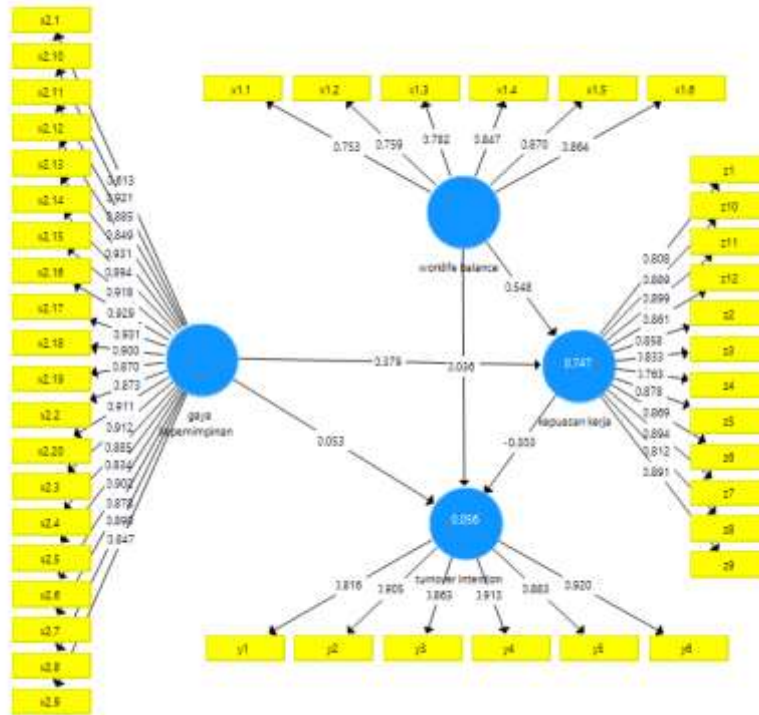 x2.1
x2.10
x2.11
x2.12
x2.13
x2.14
x2.15
x2.16
x2.17
x2.18
x2.19
x2.2
x2.20
x2.3
x2.4
x2.5
x2.6
x2.7
x2.8
x2.9
0.613
0.921
0.885
0.849
0.931
0.894
0.918
0.929
0.931
0.900
0.870
0.873
0.911
0.912
0.885
0.834
0.902
0.878
0.847
gaya
kepemimpinan
x1.1
x1.2
x1.3
x1.4
x1.5
x1.6
0.753
0.759
0.782
0.847
0.870
0.864
worklife balance
0.548
0.379
0.036
0.053
0.747
kepuasan kerja
z1
z10
z11
z12
z2
z3
z4
z5
z6
z7
z8
z9
0.808
0.899
0.861
0.858
0.833
0.763
0.878
0.869
0.894
0.812
0.891
turnover intention
0.816
0.905
0.863
0.913
0.883
0.920
y1
y2
y3
y4
y5
y6